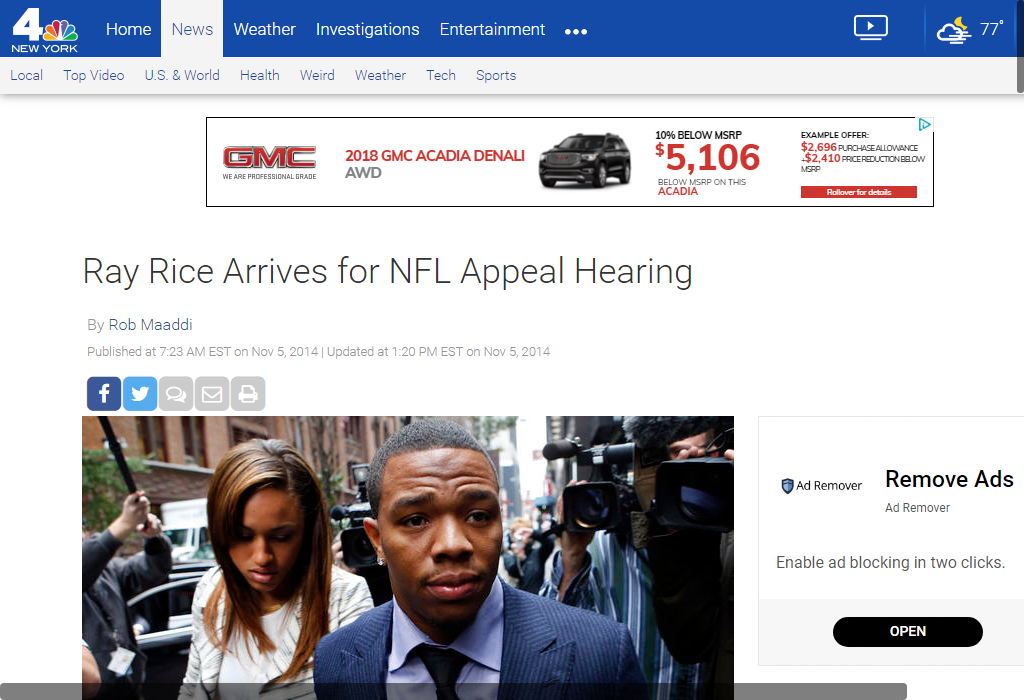 4
NEW YORK
Home News Weather Investigations Entertainment ••• 77°
Local Top Video U.S. & World Health Weird Weather Tech Sports
GMC
WE ARE PROFESSIONAL GRADE
2018 GMC ACADIA DENALI
AWD
10% BELOW MSRP
$5,106
BELOW MSRP ON THIS
ACADIA
EXAMPLE OFFER:
$2,696 PURCHASE ALLOWANCE
+$2,410 PRICE REDUCTION BELOW
MSRP
Rollover for details
Ray Rice Arrives for NFL Appeal Hearing
By Rob Maaddi
Published at 7:23 AM EST on Nov 5, 2014 | Updated at 1:20 PM EST on Nov 5, 2014
Ad Remover
Remove Ads
Ad Remover
Enable ad blocking in two clicks.
OPEN